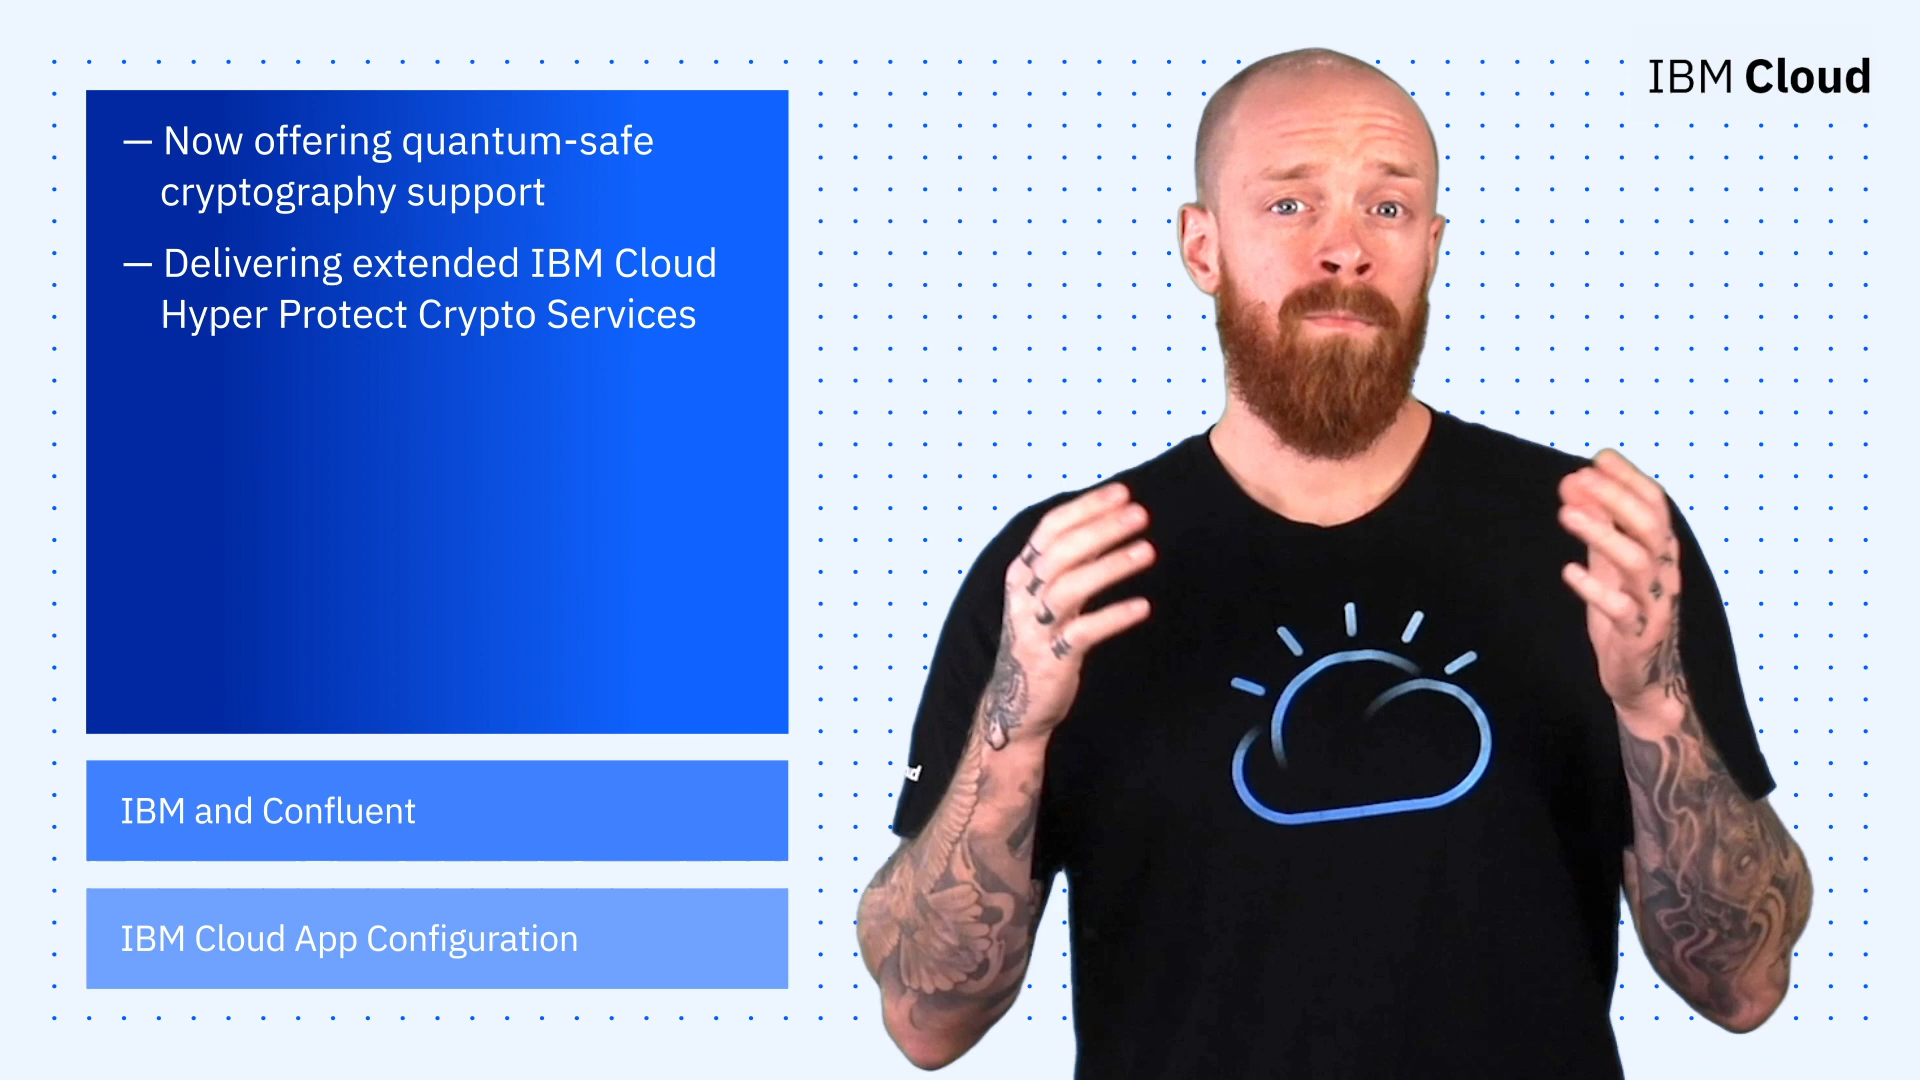 IBM Cloud
— Now offering quantum-safe
cryptography support
— Delivering extended IBM Cloud
Hyper Protect Crypto Services
IBM and Confluent
IBM Cloud App Configuration